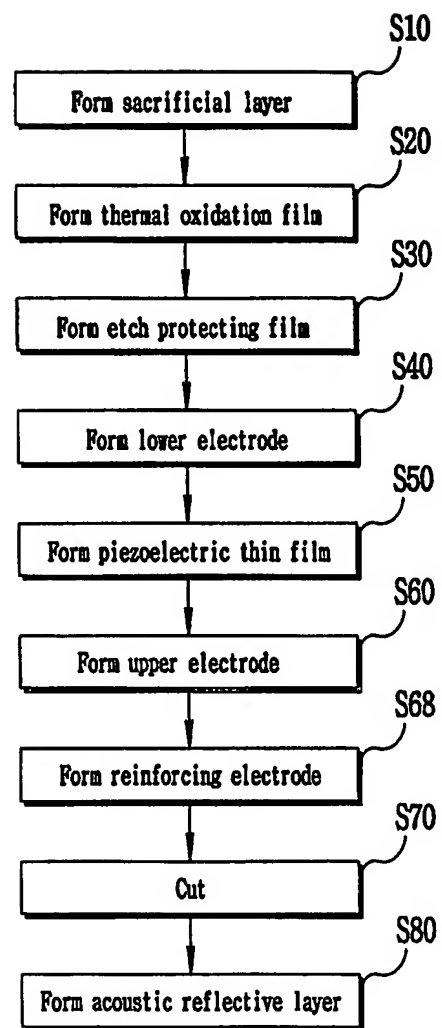 S10
Form sacrificial layer
S20
Form thermal oxidation film
S30
Form etch protecting film
S40
Form lower electrode
S50
Form piezoelectric thin film
S60
Form upper electrode
S68
Form reinforcing electrode
S70
Cut
S80
Form acoustic reflective layer